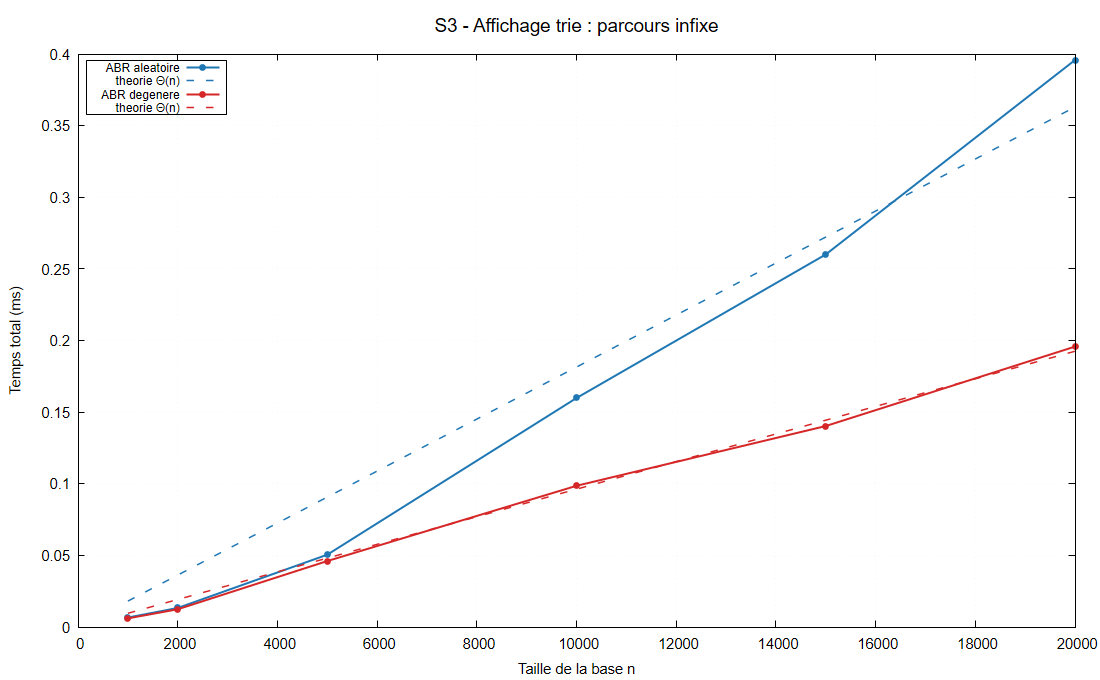 S3 - Affichage trie : parcours infixe
ABR aleatoire
theorie Θ(n)
ABR degenere
theorie Θ(n)
0.4
0.35
0.3
0.25
0.2
0.15
0.1
0.05
0
Temps total (ms)
0 2000 4000 6000 8000 10000 12000 14000 16000 18000 20000
Taille de la base n